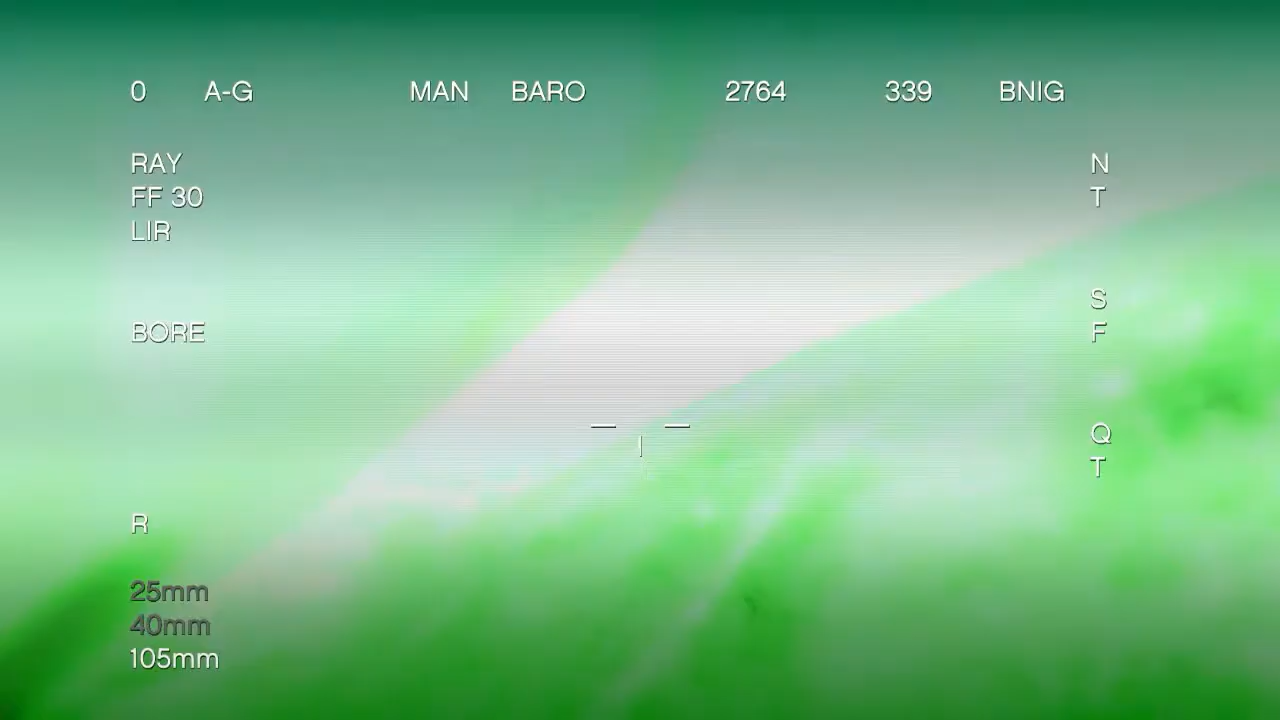 0 A-G MAN BARO 2764 339 BNIG
RAY
FF 30
LIR
BORE
R
25mm
40mm
105mm
N
T
S
F
Q
T